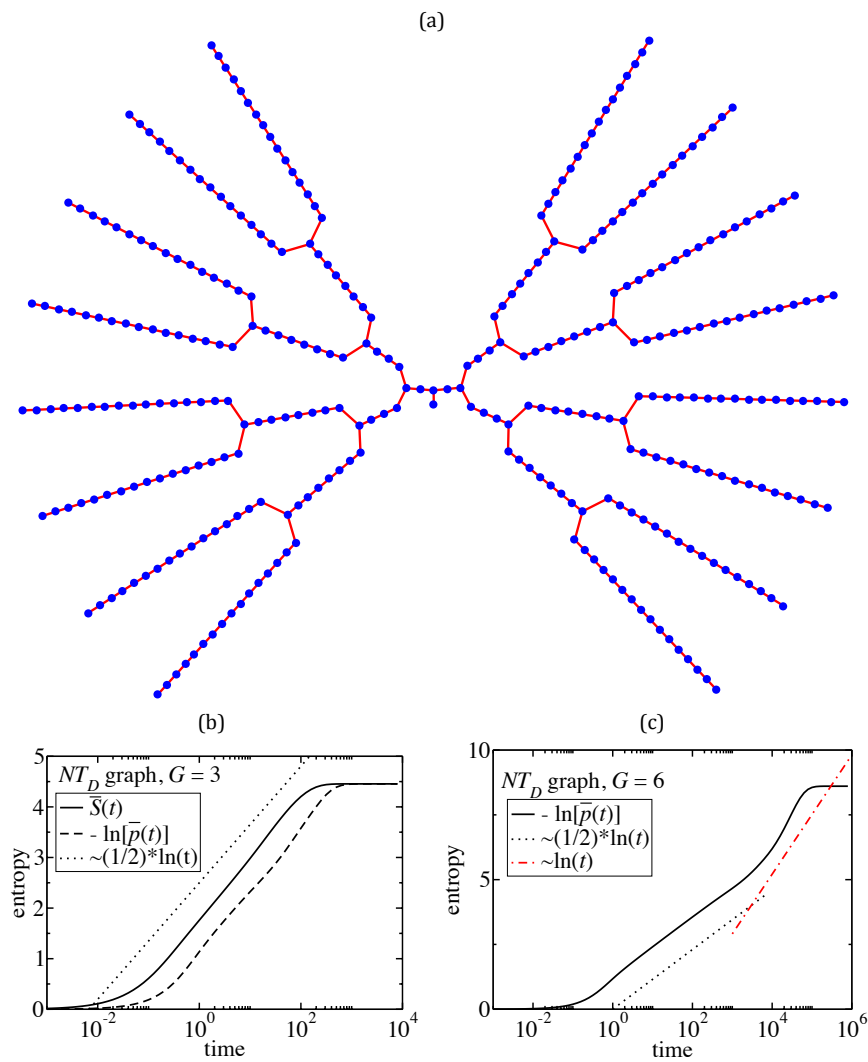 (a)
(b)
(c)
5
4
3
2
1
0
entropy
NT_D graph, G = 3
S̅(t)
- ln[p̅(t)]
~(1/2)*ln(t)
10^-2
10^0
10^2
10^4
time
10
5
0
entropy
NT_D graph, G = 6
- ln[p̅(t)]
~(1/2)*ln(t)
~ln(t)
10^-2
10^0
10^2
10^4
10^6
time